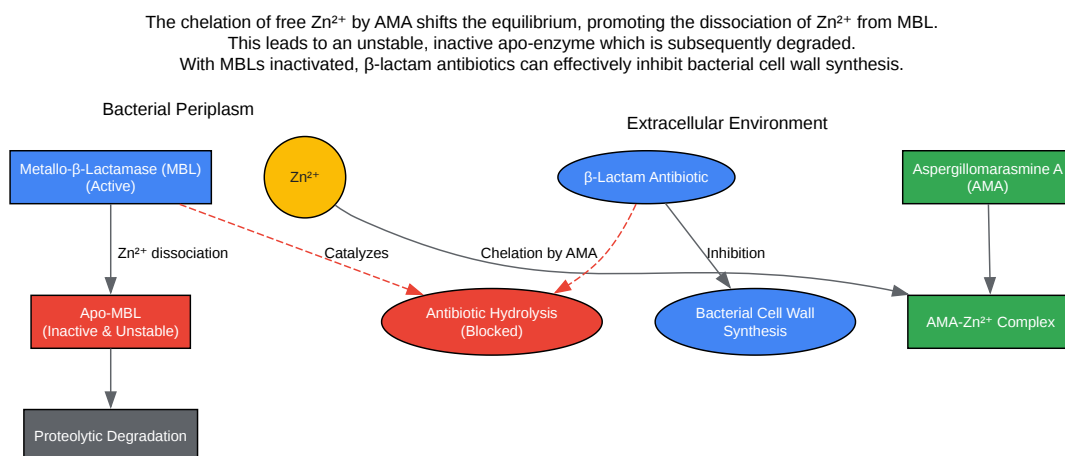 The chelation of free Zn²⁺ by AMA shifts the equilibrium, promoting the dissociation of Zn²⁺ from MBL.
This leads to an unstable, inactive apo-enzyme which is subsequently degraded.
With MBLs inactivated, β-lactam antibiotics can effectively inhibit bacterial cell wall synthesis.
Bacterial Periplasm
Extracellular Environment
Metallo-β-Lactamase (MBL)
(Active)
Zn²⁺
β-Lactam Antibiotic
Aspergillomarasmine A
(AMA)
Zn²⁺ dissociation
Catalyzes
Chelation by AMA
Inhibition
Apo-MBL
(Inactive & Unstable)
Antibiotic Hydrolysis
(Blocked)
Bacterial Cell Wall
Synthesis
AMA-Zn²⁺ Complex
Proteolytic Degradation